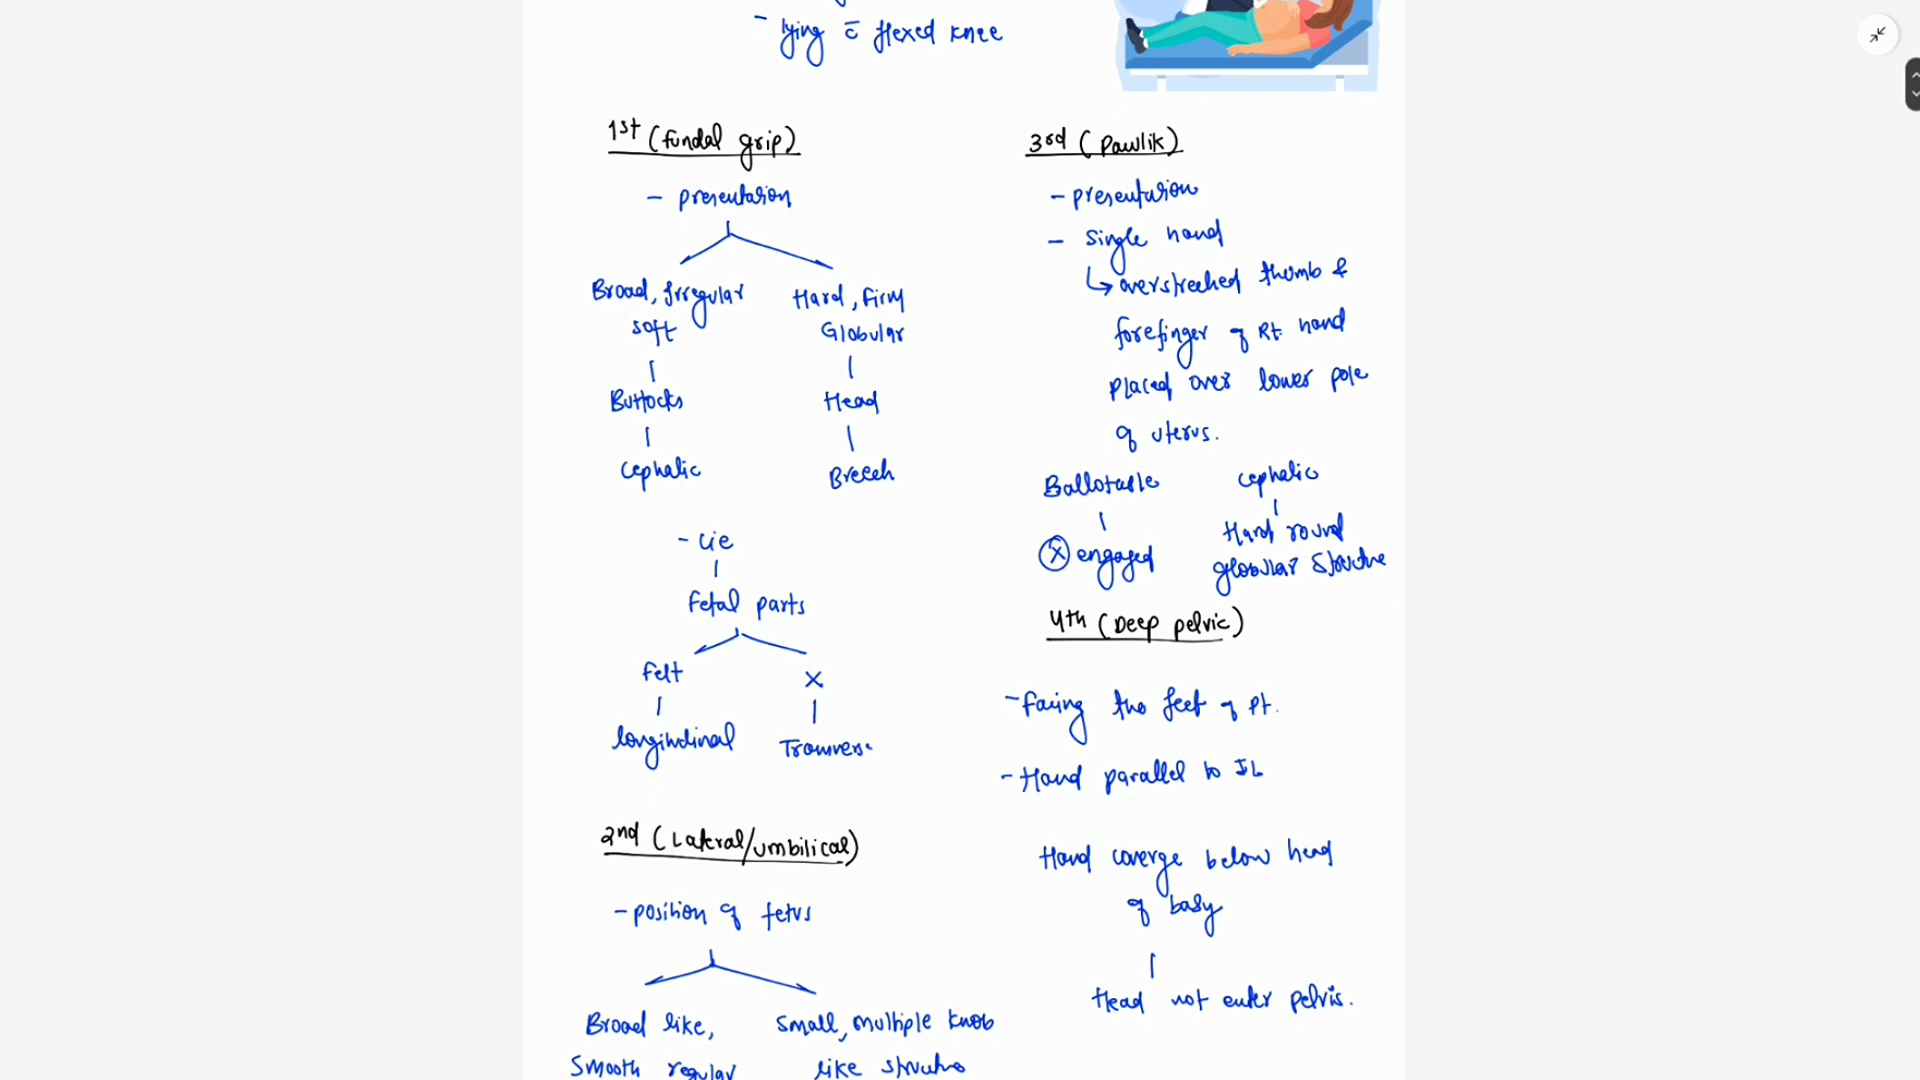 - lying c̄ flexed knee
1st (Fundal grip)
- presentation
Broad, Irregular
soft
Buttocks
Cephalic
Hard, Firm
Globular
Head
Breech
- Lie
Fetal parts
Felt
longitudinal
X
Transverse
2nd (Lateral/umbilical)
- position of fetus
Broad like,
Smooth regular
Small, multiple knob
like structure
3rd (Pawlik)
- presentation
- Single hand
↳ overstreched thumb &
forefinger of Rt. hand
placed over lower pole
of uterus.
Ballotable
Ⓧ engaged
Cephalic
Hard round
globular structure
4th (Deep pelvic)
- facing the feet of Pt.
- Hand parallel to IL
Hand coverge below head
of baby
Head not enter pelvis.